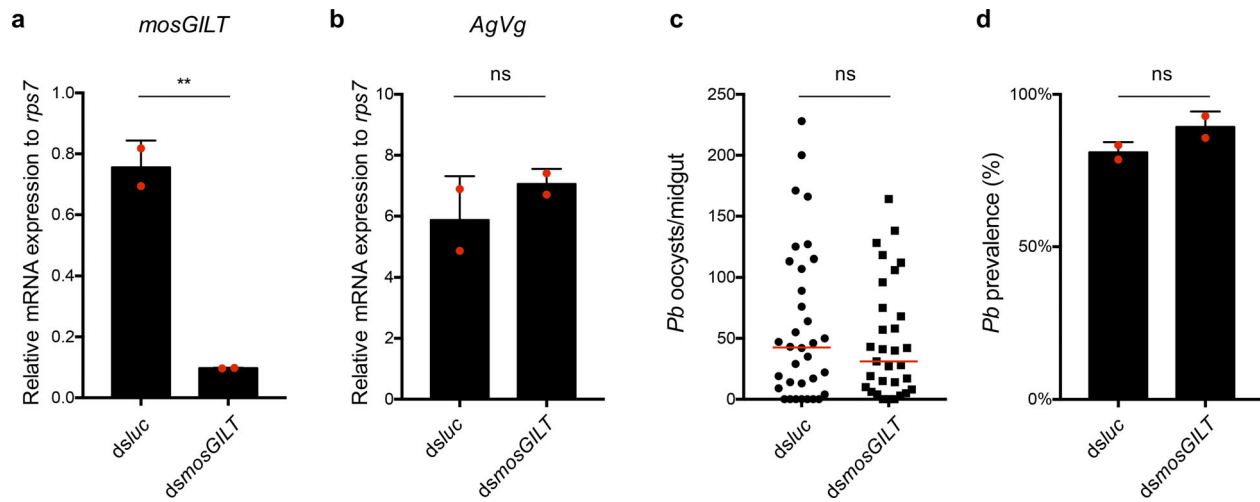 a
mosGILT
Relative mRNA expression to rps7
1.0
0.8
0.6
0.4
0.2
0.0
**
dsluc
dsmosGILT
b
AgVg
Relative mRNA expression to rps7
10
8
6
4
2
0
ns
dsluc
dsmosGILT
c
Pb oocysts/midgut
250
200
150
100
50
0
ns
dsluc
dsmosGILT
d
Pb prevalence (%)
100%
50%
0%
ns
dsluc
dsmosGILT